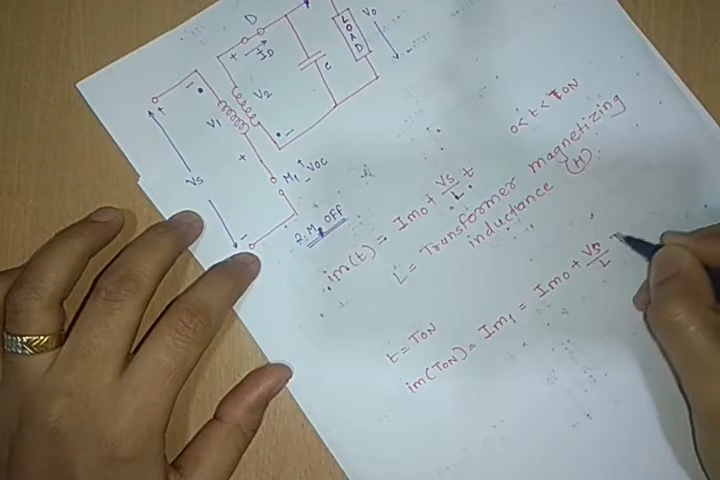 D
+
ID
V2
LOAD
Vo
-
C
+
-
V1
Vs
-
+
M1
VOC
-
-
2. M1 OFF
im(t) = Imo + Vs/L . t
0 < t < TON
L = Transformer magnetizing
inductance (H)
t = TON
im(TON) = Im1 = Imo + Vs/L